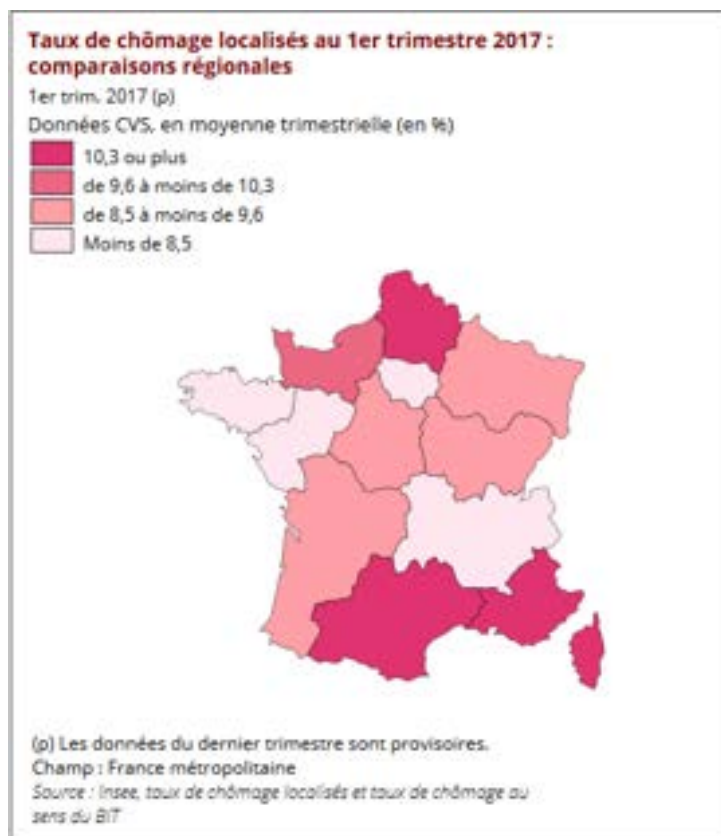 Taux de chômage localisés au 1er trimestre 2017 :
comparaisons régionales
1er trim. 2017 (p)
Données CVS, en moyenne trimestrielle (en %)
10,3 ou plus
de 9,6 à moins de 10,3
de 8,5 à moins de 9,6
Moins de 8,5
(p) Les données du dernier trimestre sont provisoires.
Champ : France métropolitaine
Source : Insee, taux de chômage localisés et taux de chômage au
sens du BIT